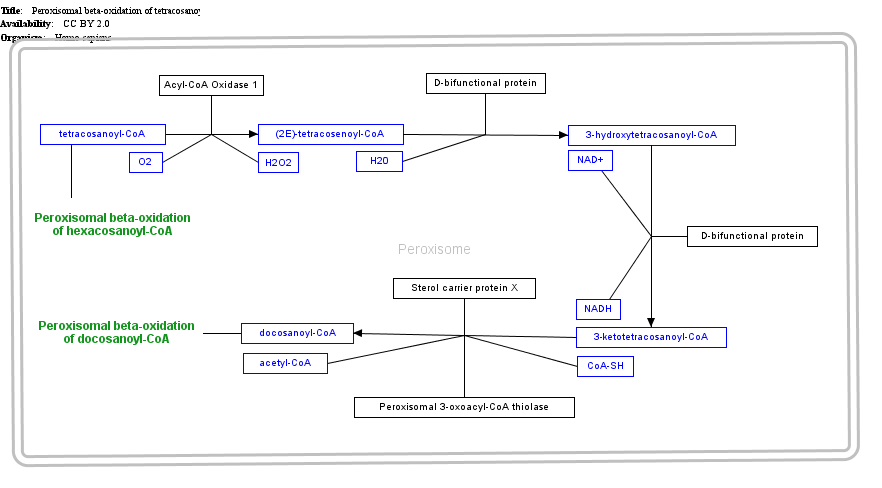 Title: Peroxisomal beta-oxidation of tetracosanoy
Availability: CC BY 2.0
Organism: Homo sapiens
Acyl-CoA Oxidase 1
D-bifunctional protein
tetracosanoyl-CoA
(2E)-tetracosenoyl-CoA
3-hydroxytetracosanoyl-CoA
O2
H2O2
H2O
NAD+
Peroxisomal beta-oxidation
of hexacosanoyl-CoA
D-bifunctional protein
Peroxisome
Sterol carrier protein X
NADH
Peroxisomal beta-oxidation
of docosanoyl-CoA
docosanoyl-CoA
3-ketotetracosanoyl-CoA
acetyl-CoA
CoA-SH
Peroxisomal 3-oxoacyl-CoA thiolase